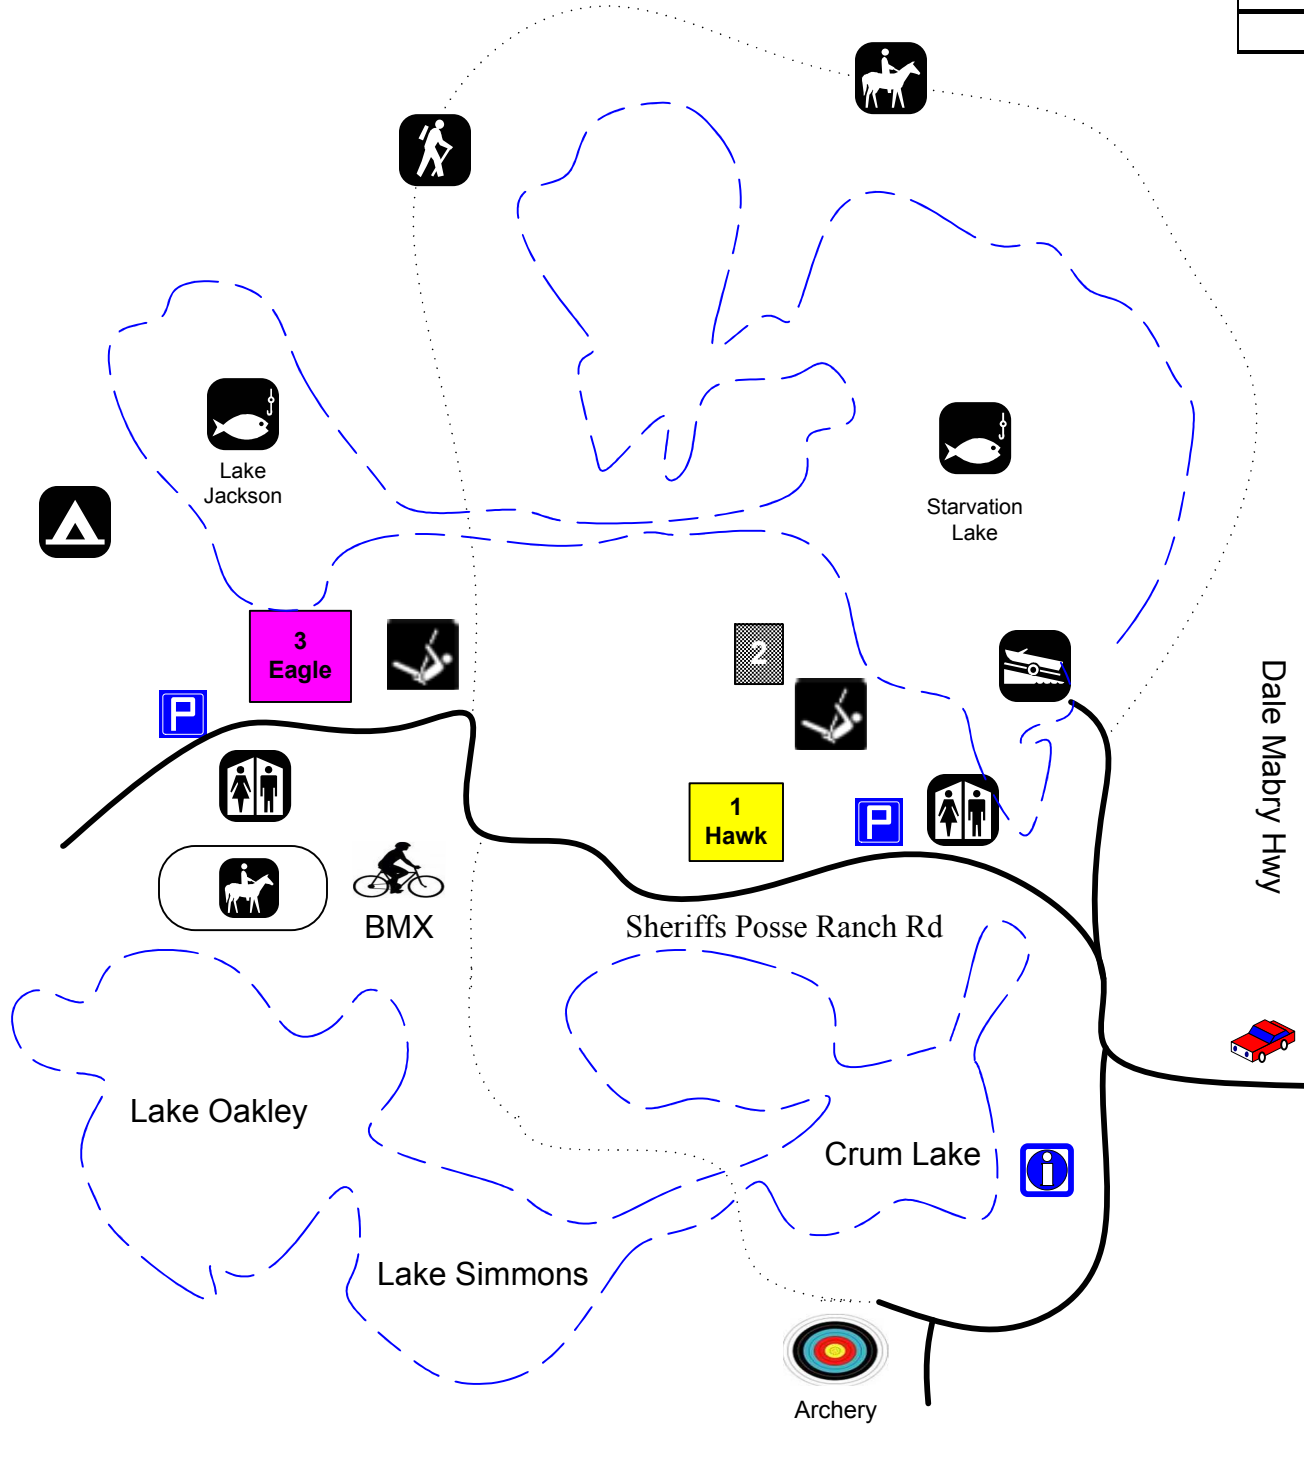 Lake
Jackson
Starvation
Lake
3
Eagle
2
P
1
Hawk
P
Dale Mabry Hwy
BMX
Sheriffs Posse Ranch Rd
Lake Oakley
Crum Lake
i
Lake Simmons
Archery